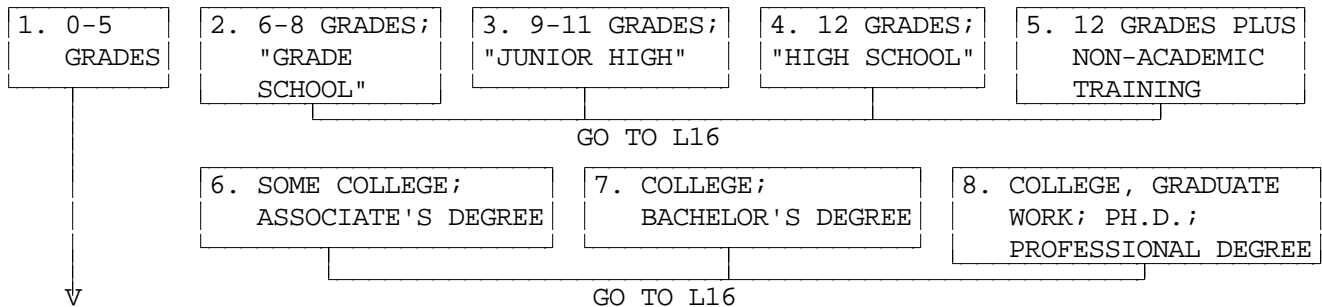 1. 0-5 GRADES
2. 6-8 GRADES; "GRADE SCHOOL"
3. 9-11 GRADES; "JUNIOR HIGH"
4. 12 GRADES; "HIGH SCHOOL"
5. 12 GRADES PLUS NON-ACADEMIC TRAINING
GO TO L16
6. SOME COLLEGE; ASSOCIATE'S DEGREE
7. COLLEGE; BACHELOR'S DEGREE
8. COLLEGE, GRADUATE WORK; PH.D.; PROFESSIONAL DEGREE
GO TO L16